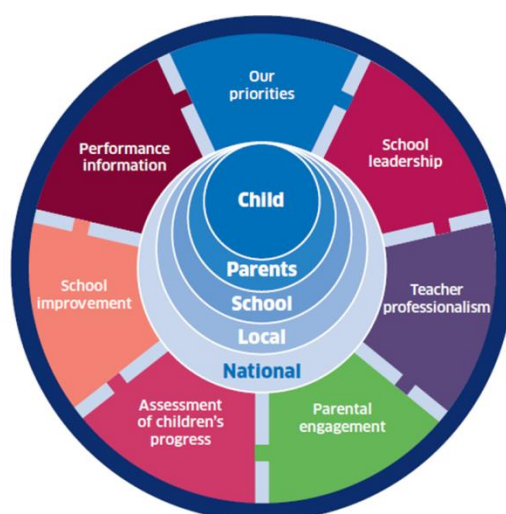 Our
priorities
School
leadership
Teacher
professionalism
Parental
engagement
Assessment
of children's
progress
School
improvement
Performance
information
Child
Parents
School
Local
National